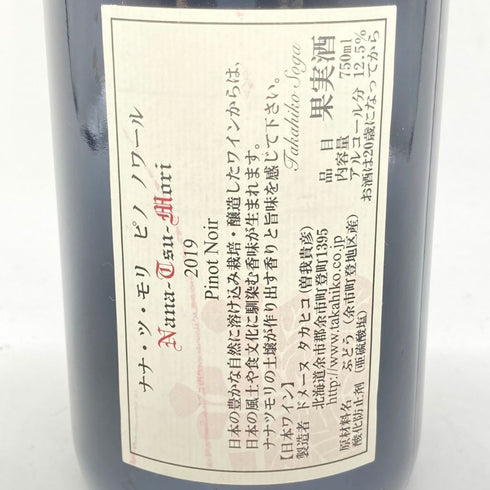 ナナ・ツ・モリ ピノ ノワール
Nana-Tsu-Mori
2019
Pinot Noir
日本の豊かな自然に溶け込み栽培・醸造したワインからは、
日本の風土や食文化に馴染む香味が生まれます。
ナナツモリの土壌が作り出す香りと旨味を感じて下さい。
Takahiko Soga
【日本ワイン】
製造者 ドメーヌ タカヒコ(曽我貴彦)
北海道余市郡余市町登町1395
http://www.takahiko.co.jp
原材料名 ぶどう(余市町登地区産)
酸化防止剤(亜硫酸塩)
品目 果実酒
内容量 750ml
アルコール分 12.5%
お酒は20歳になってから